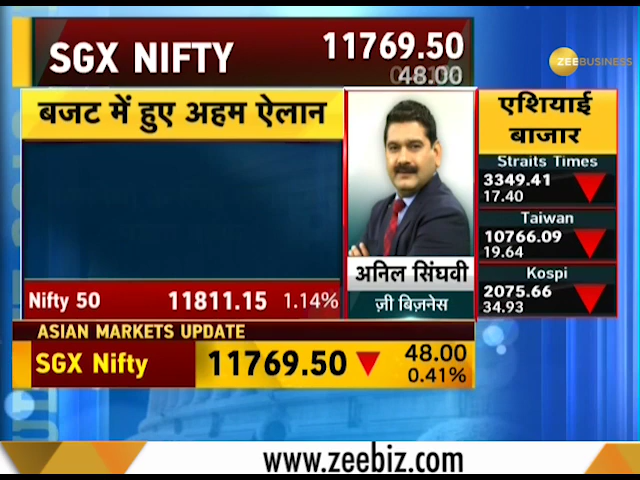 SGX NIFTY
11769.50
48.00
ZEEBUSINESS
बजट में हुए अहम ऐलान
एशियाई
बाजार
Straits Times
3349.41
17.40
Taiwan
10766.09
19.64
Kospi
2075.66
34.93
अनिल सिंघवी
ज़ी बिज़नेस
Nifty 50 11811.15 1.14%
ASIAN MARKETS UPDATE
SGX Nifty 11769.50 48.00
0.41%
www.zeebiz.com